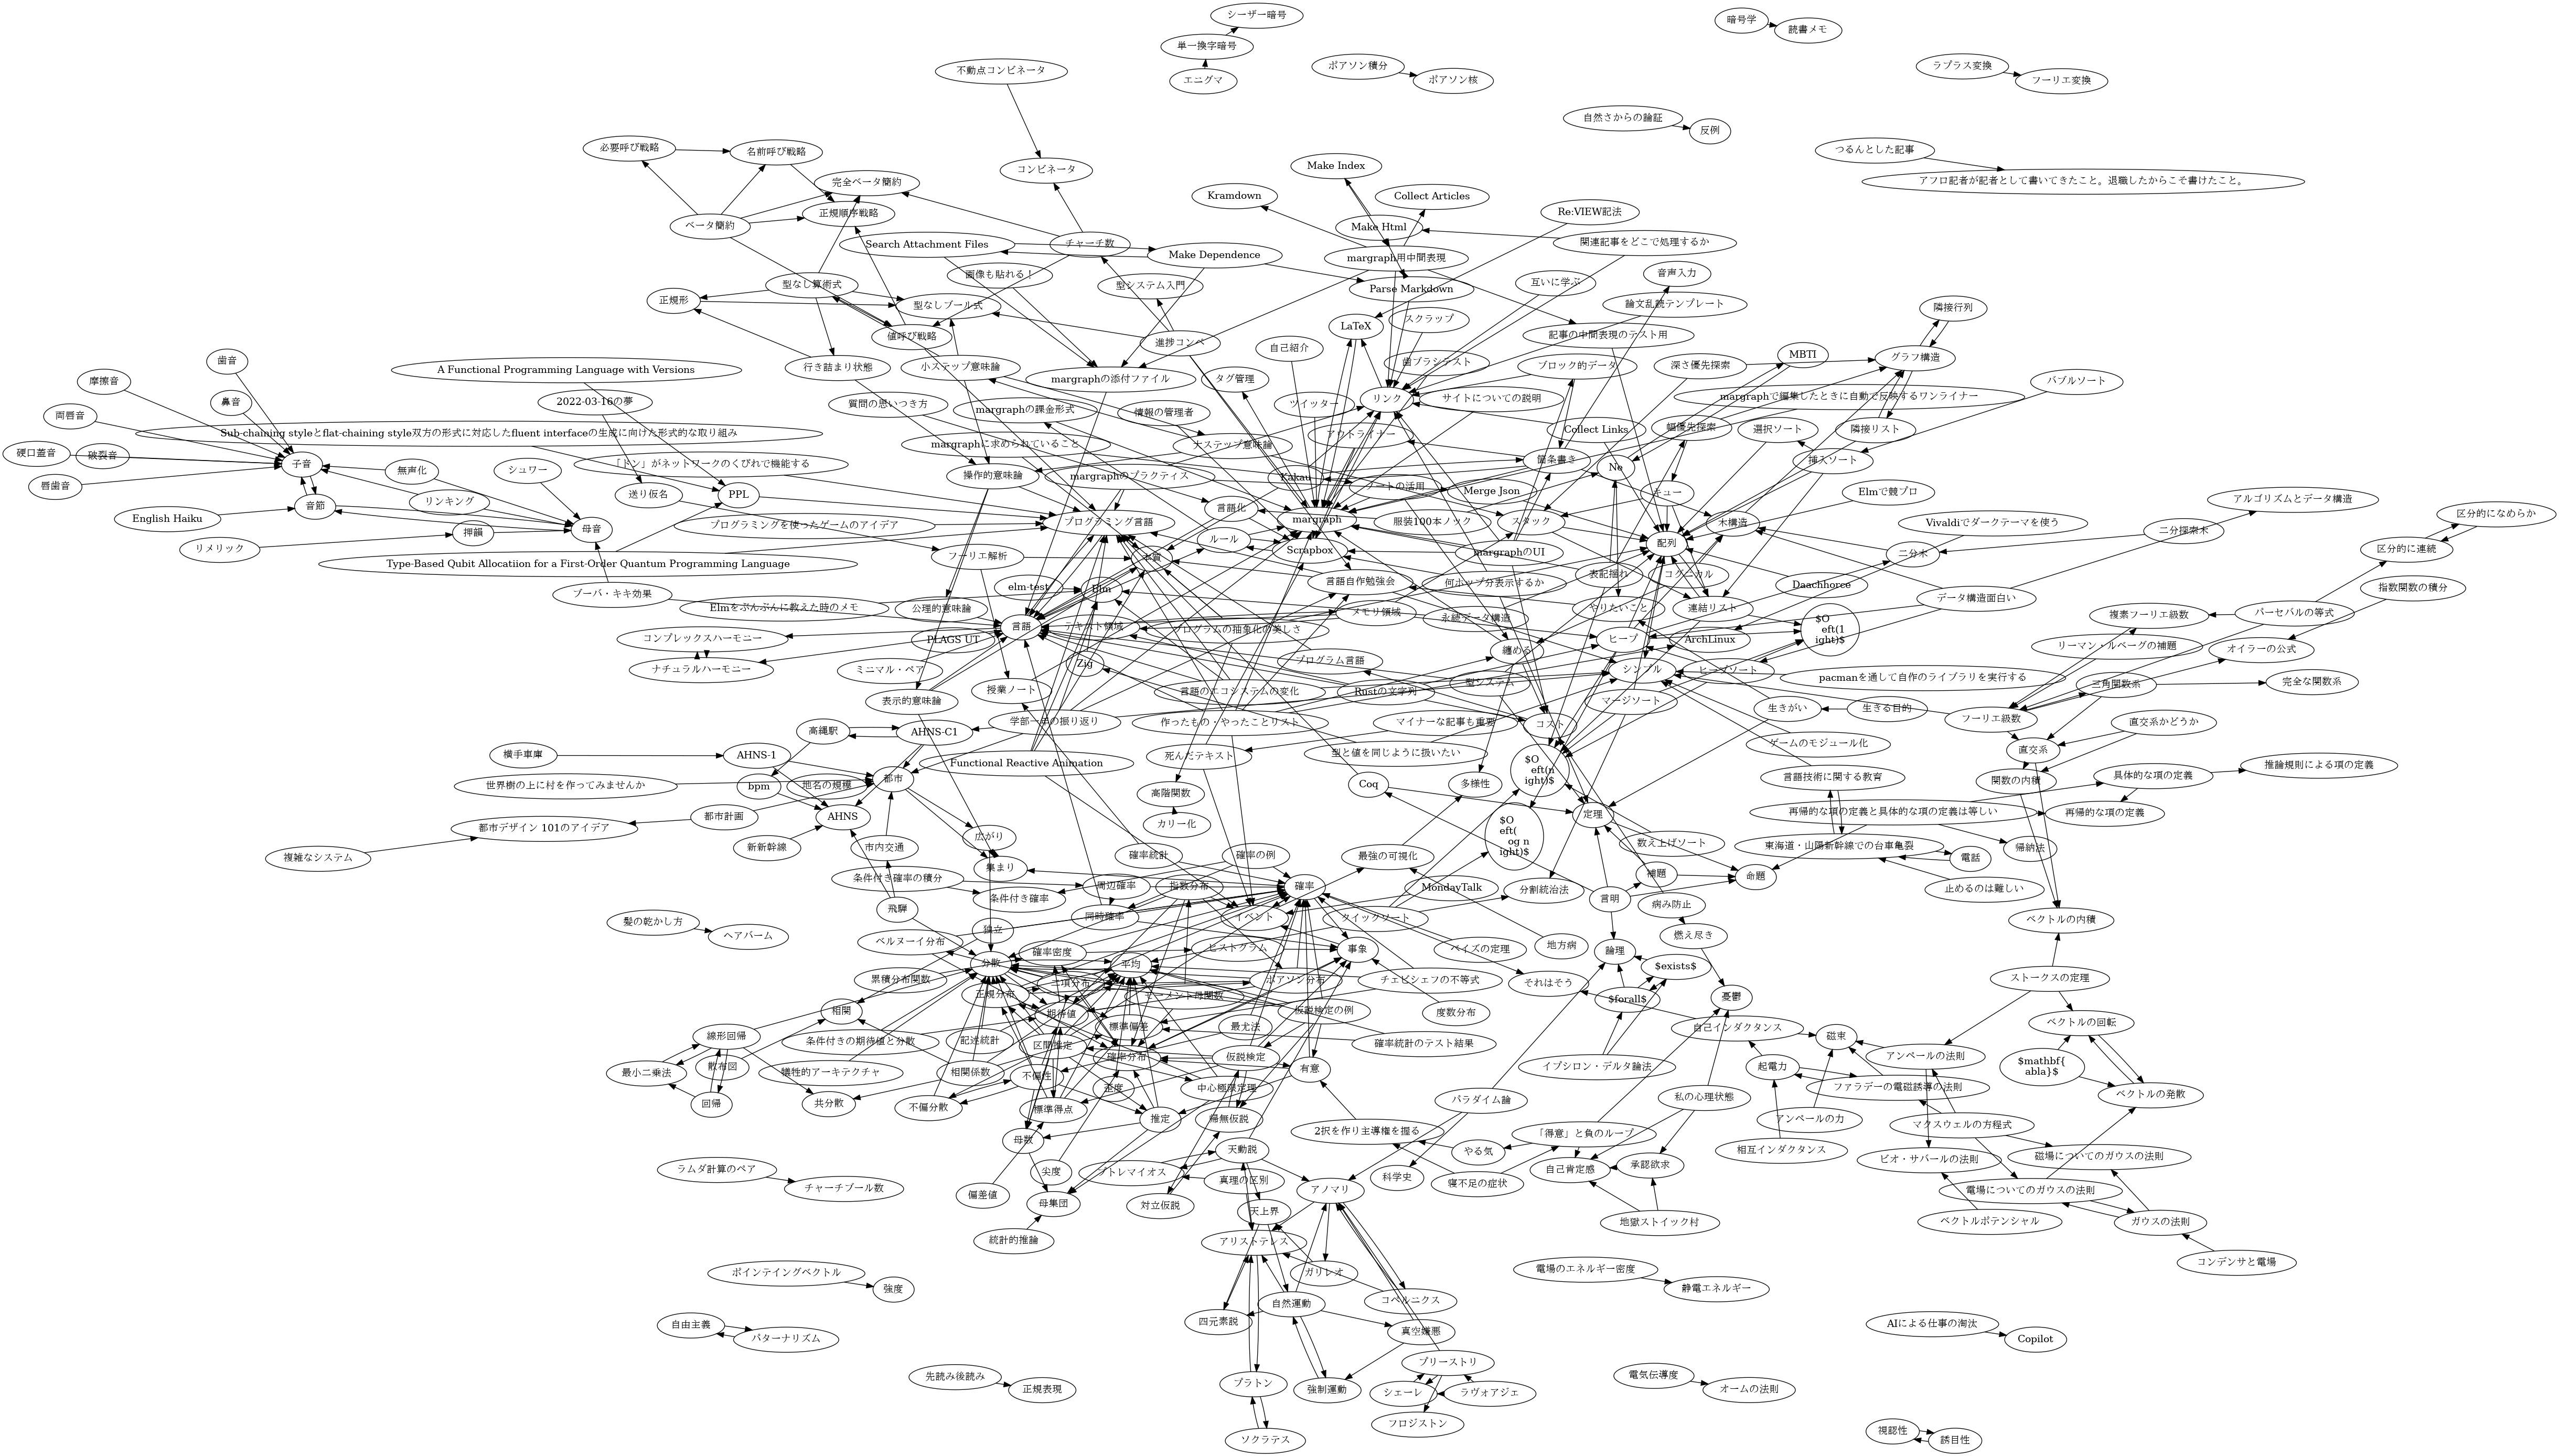 シーザー暗号
暗号学
読書メモ
単一換字暗号
エニグマ
不動点コンビネータ
ポアソン積分
ポアソン核
ラプラス変換
フーリエ変換
自然さからの論証
反例
必要呼び戦略
名前呼び戦略
コンビネータ
つるんとした記事
アフロ記者が記者として書いてきたこと。退職したからこそ書けたこと。
Make Index
完全ベータ簡約
Kramdown
Collect Articles
正規順序戦略
Re:VIEW記法
ベータ簡約
Make Html
Search Attachment Files
チャーチ数
関連記事をどこで処理するか
Make Dependence
margraph用中間表現
画像も貼れる！
音声入力
型なし算術式
型システム入門
Parse Markdown
互いに学ぶ
正規形
型なしブール式
論文乱読テンプレート
隣接行列
値呼び戦略
LaTeX
スクラップ
記事の中間表現のテスト用
進捗コンペ
自己紹介
歯音
行き詰まり状態
小ステップ意味論
歯ブラシテスト
ブロック的データ
深さ優先探索
MBTI
グラフ構造
A Functional Programming Language with Versions
摩擦音
margraphの添付ファイル
タグ管理
バブルソート
鼻音
2022-03-16の夢
質問の思いつき方
margraphの課金形式
情報の管理者
ツイッター
リンク
サイトについての説明
margraphで編集したときに自動で反映するワンライナー
両唇音
Sub-chaining styleとflat-chaining style双方の形式に対応したfluent interfaceの生成に向けた形式的な取り組み
margraphに求められていること
大ステップ意味論
アウトライナー
Collect Links
幅優先探索
選択ソート
隣接リスト
硬口蓋音
破裂音
子音
無声化
シュワー
「ドン」がネットワークのくびれで機能する
操作的意味論
margraphのプラクティス
Kakau
ノートの活用
箇条書き
No
挿入ソート
唇歯音
リンキング
送り仮名
PPL
Merge Json
キュー
Elmで競プロ
アルゴリズムとデータ構造
音節
言語化
English Haiku
母音
プログラミングを使ったゲームのアイデア
プログラミング言語
margraph
服装100本ノック
スタック
木構造
Vivaldiでダークテーマを使う
二分探索木
区分的になめらか
リメリック
押韻
ルール
配列
区分的に連続
Type-Based Qubit Allocatiion for a First-Order Quantum Programming Language
フーリエ解析
本質
Scrapbox
margraphのUI
二分木
ブーバ・キキ効果
elm-test
Elm
言語自作勉強会
何ホップ分表示するか
表記揺れ
コグニカル
Daachhorce
データ構造面白い
指数関数の積分
Elmをぶんぶんに教えた時のメモ
公理的意味論
メモリ領域
永続データ構造
やりたいこと
連結リスト
複素フーリエ級数
パーセバルの等式
コンプレックスハーモニー
PLAGS UT
言語
テキスト領域
プログラムの抽象化の美しさ
ヒープ
ArchLinux
$O
eft(1
ight)$
リーマン・ルベーグの補題
オイラーの公式
ナチュラルハーモニー
ミニマル・ペア
Zig
プログラム言語
纏める
シンプル
ヒープソート
pacmanを通して自作のライブラリを実行する
三角関数系
完全な関数系
授業ノート
表示的意味論
言語のエコシステムの変化
Rustの文字列
型システム
マージソート
生きがい
生きる目的
フーリエ級数
直交系かどうか
高縄駅
AHNS-C1
学部一年の振り返り
作ったもの・やったことリスト
マイナーな記事も重要
コスト
ゲームのモジュール化
直交系
横手車庫
AHNS-1
Functional Reactive Animation
死んだテキスト
型と値を同じように扱いたい
$O
eft(n
ight)$
言語技術に関する教育
関数の内積
具体的な項の定義
推論規則による項の定義
世界樹の上に村を作ってみませんか
bpm
地名の規模
都市
高階関数
Coq
多様性
定理
再帰的な項の定義と具体的な項の定義は等しい
再帰的な項の定義
都市デザイン 101のアイデア
都市計画
AHNS
広がり
カリー化
$O
eft(
og n
ight)$
数え上げソート
東海道・山陽新幹線での台車亀裂
帰納法
電話
複雑なシステム
新新幹線
市内交通
集まり
確率統計
確率の例
最強の可視化
止めるのは難しい
条件付き確率の積分
周辺確率
条件付き確率
指数分布
確率
MondayTalk
分割統治法
言明
補題
命題
髪の乾かし方
ヘアバーム
飛騨
同時確率
イベント
クイックソート
病み防止
ベクトルの内積
ベルヌーイ分布
独立
確率密度
ヒストグラム
事象
ベイズの定理
地方病
燃え尽き
論理
累積分布関数
分散
平均
$exists$
ストークスの定理
二項分布
ポアソン分布
チェビシェフの不等式
それはそう
正規分布
モーメント母関数
$forall$
憂鬱
相関
期待値
仮説検定の例
度数分布
ベクトルの回転
線形回帰
条件付きの期待値と分散
記述統計
標準偏差
最尤法
確率統計のテスト結果
自己インダクタンス
磁束
区間推定
アンペールの法則
散布図
最小二乗法
犠牲的アーキテクチャ
相関係数
確率分布
仮説検定
有意
イプシロン・デルタ論法
起電力
$mathbf{
abla}$
不偏性
歪度
中心極限定理
ファラデーの電磁誘導の法則
ベクトルの発散
回帰
共分散
不偏分散
標準得点
推定
帰無仮説
パラダイム論
私の心理状態
アンペールの力
マクスウェルの方程式
母数
2択を作り主導権を握る
「得意」と負のループ
やる気
相互インダクタンス
天動説
ビオ・サバールの法則
磁場についてのガウスの法則
ラムダ計算のペア
チャーチブール数
尖度
プトレマイオス
真理の区別
科学史
寝不足の症状
自己肯定感
承認欲求
電場についてのガウスの法則
偏差値
母集団
対立仮説
天上界
アノマリ
地獄ストイック村
ベクトルポテンシャル
ガウスの法則
統計的推論
アリストテレス
コンデンサと電場
ポインテイングベクトル
強度
ガリレオ
電場のエネルギー密度
静電エネルギー
自然運動
コペルニクス
自由主義
パターナリズム
四元素説
真空嫌悪
AIによる仕事の淘汰
Copilot
プリーストリ
先読み後読み
正規表現
プラトン
強制運動
シェーレ
ラヴォアジェ
電気伝導度
オームの法則
フロジストン
ソクラテス
視認性
誘目性